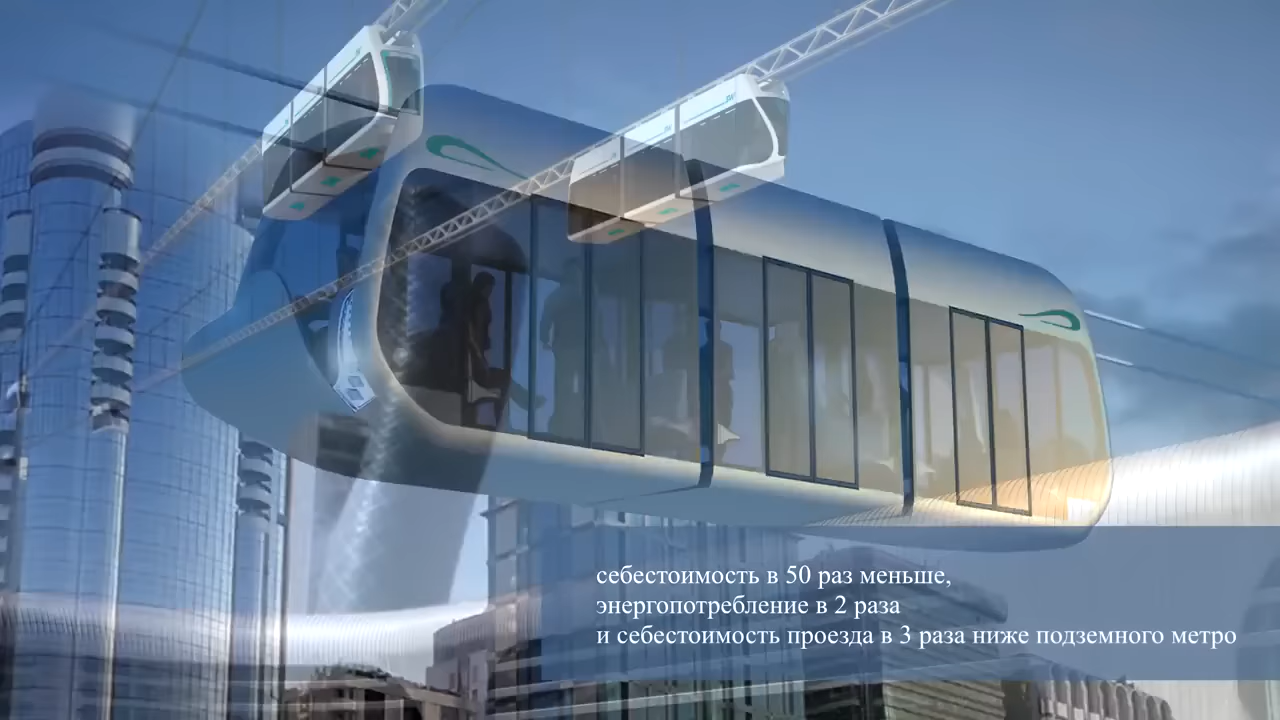 себестоимость в 50 раз меньше,
энергопотребление в 2 раза
и себестоимость проезда в 3 раза ниже подземного метро